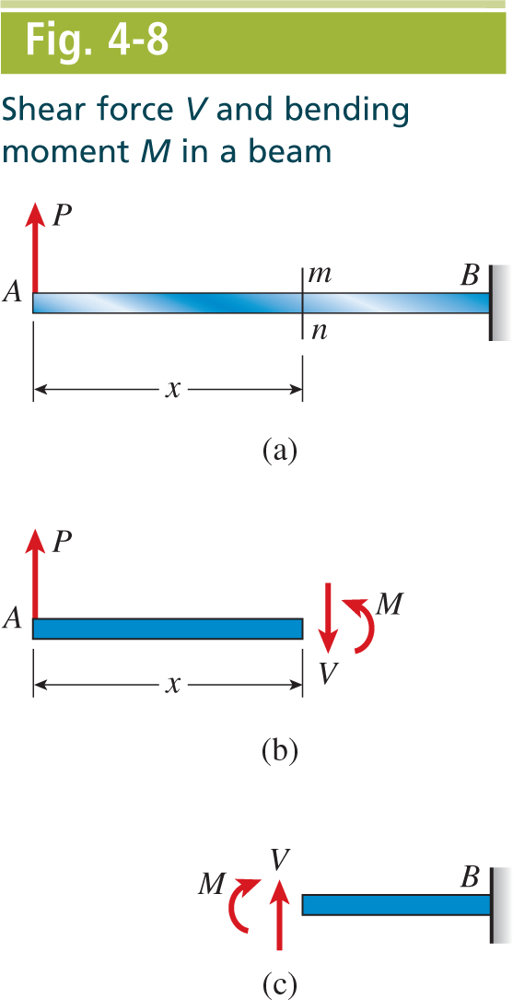 Fig. 4-8
Shear force V and bending
moment M in a beam
P
A
m
B
n
x
(a)
P
A
M
V
x
(b)
V
M
B
(c)